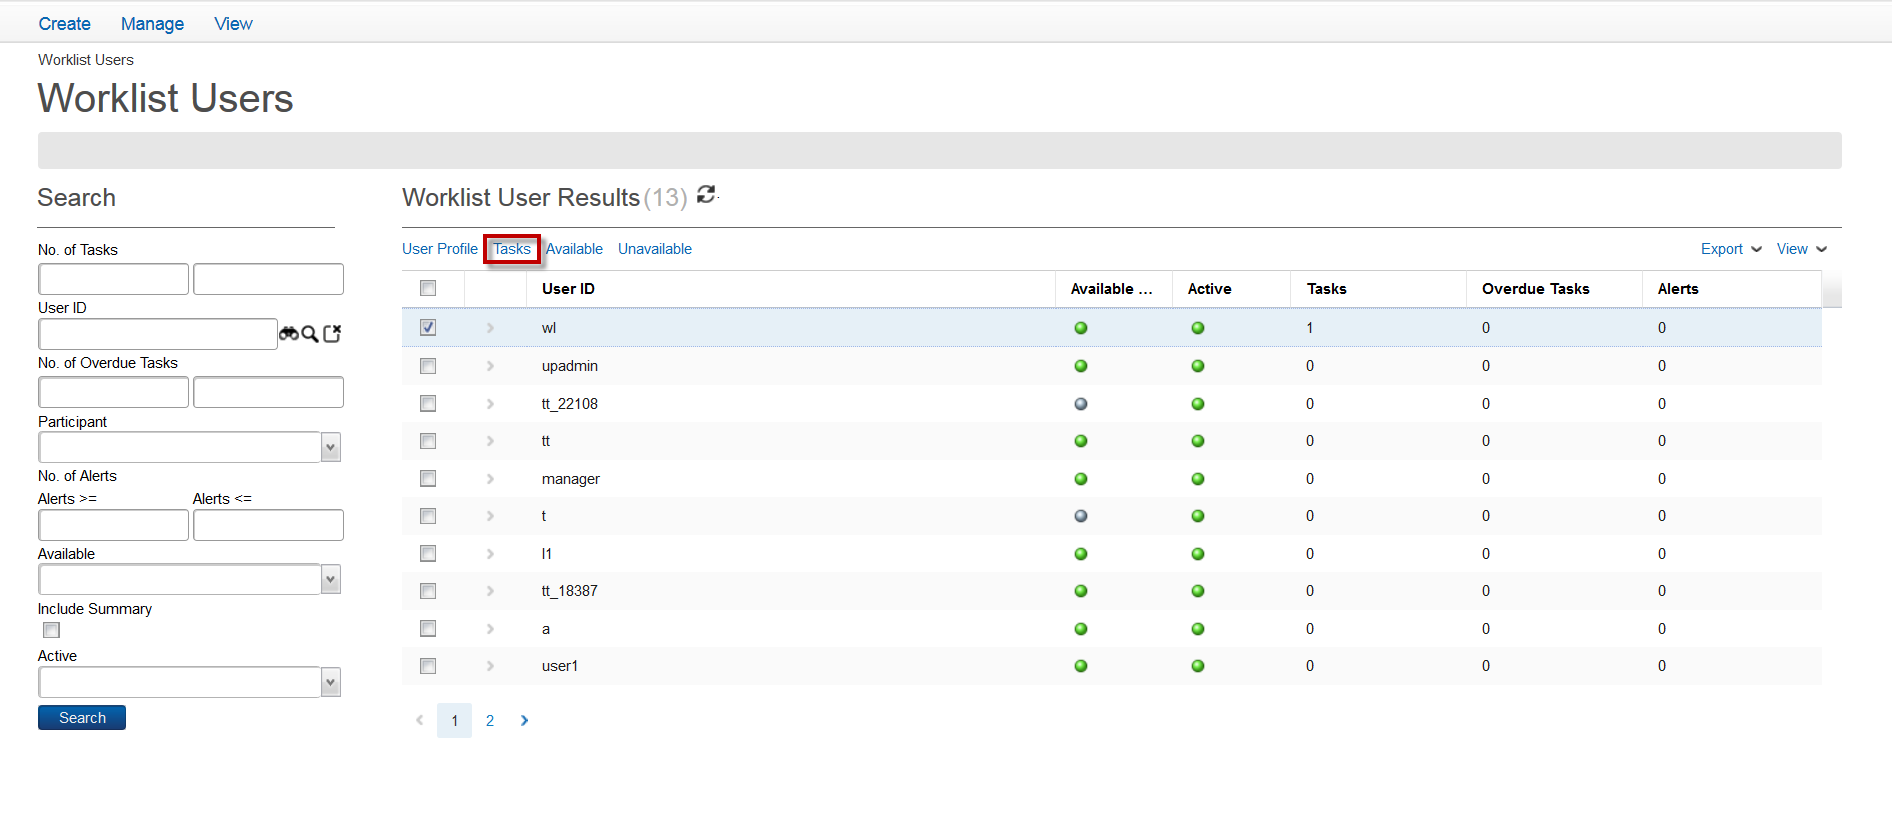 Create Manage View
Worklist Users
Worklist Users
Search
No. of Tasks
User ID
No. of Overdue Tasks
Participant
No. of Alerts
Alerts >= Alerts <=
Available
Include Summary
Active
Search
Worklist User Results (13)
User Profile Tasks Available Unavailable Export View
User ID Available ... Active Tasks Overdue Tasks Alerts
wl 1 0 0
upadmin 0 0 0
tt_22108 0 0 0
tt 0 0 0
manager 0 0 0
t 0 0 0
l1 0 0 0
tt_18387 0 0 0
a 0 0 0
user1 0 0 0
1 2